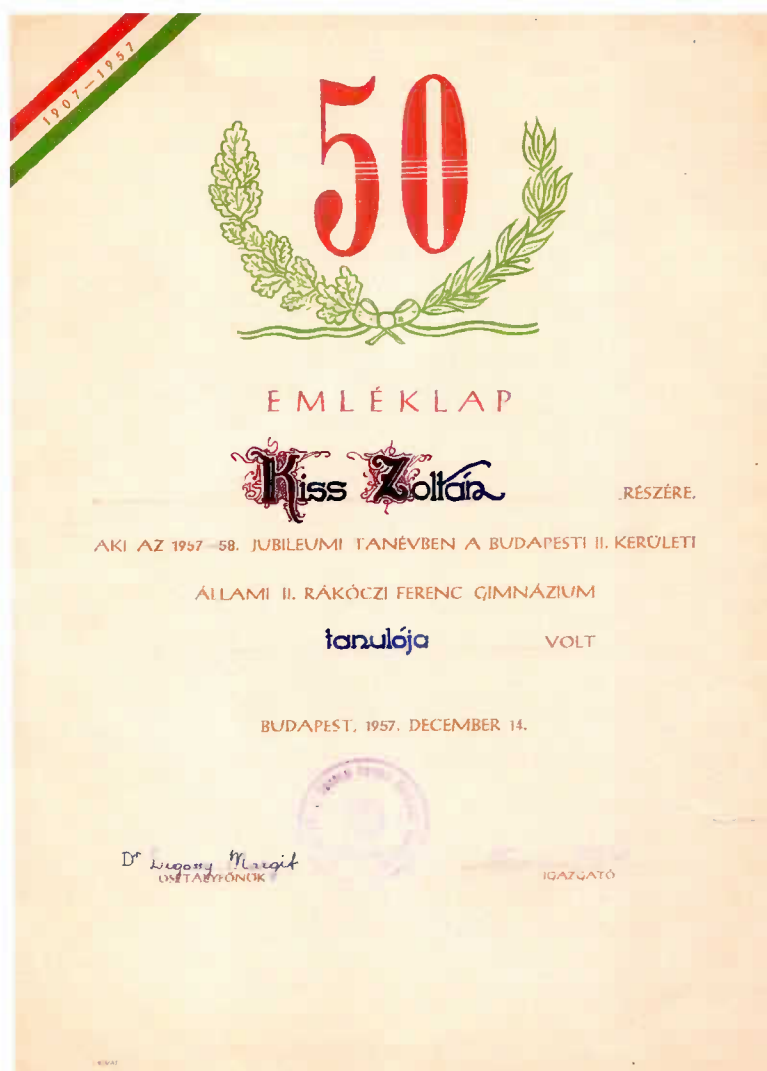 1907–1957
50
EMLÉKLAP
Kiss Zoltán RÉSZÉRE,
AKI AZ 1957–58. JUBILEUMI TANÉVBEN A BUDAPESTI II. KERÜLETI
ÁLLAMI II. RÁKÓCZI FERENC GIMNÁZIUM
tanulója VOLT
BUDAPEST, 1957. DECEMBER 14.
Dr Lugossy Margit
OSZTÁLYFŐNÖK
IGAZGATÓ